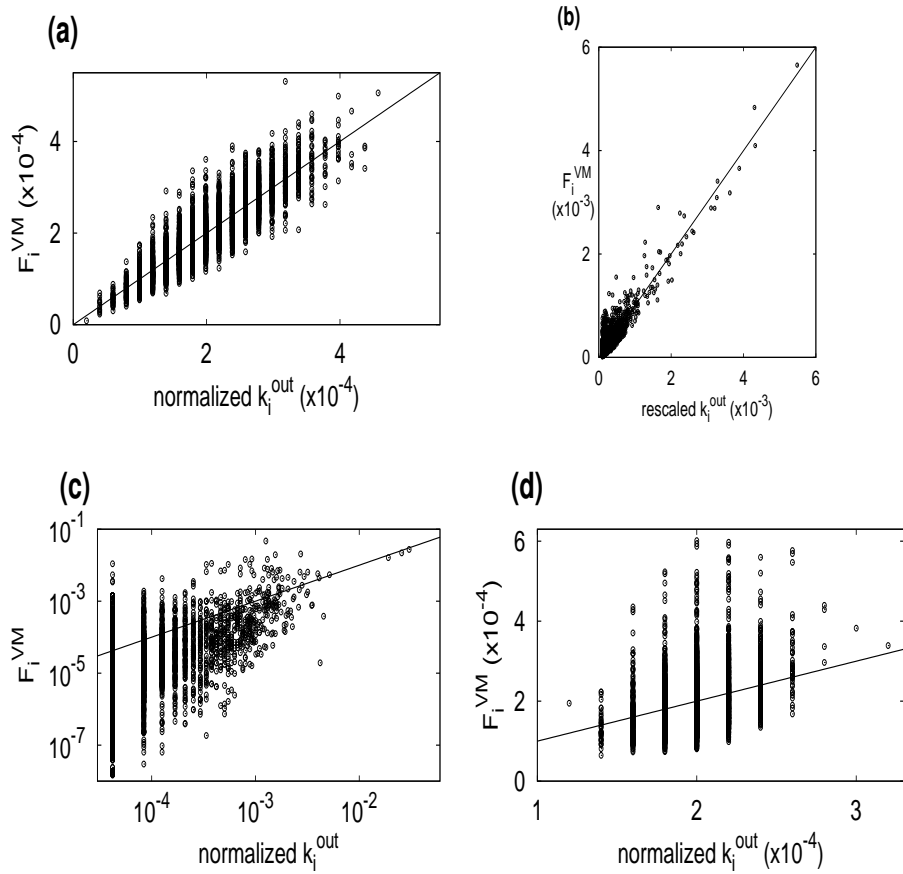 (a)
F_i^VM (x10^-4)
4
2
0
0 2 4
normalized k_i^out (x10^-4)
(b)
F_i^VM
(x10^-3)
6
4
2
0
0 2 4 6
rescaled k_i^out (x10^-3)
(c)
F_i^VM
10^-1
10^-3
10^-5
10^-7
10^-4 10^-3 10^-2
normalized k_i^out
(d)
F_i^VM (x10^-4)
6
4
2
0
1 2 3
normalized k_i^out (x10^-4)